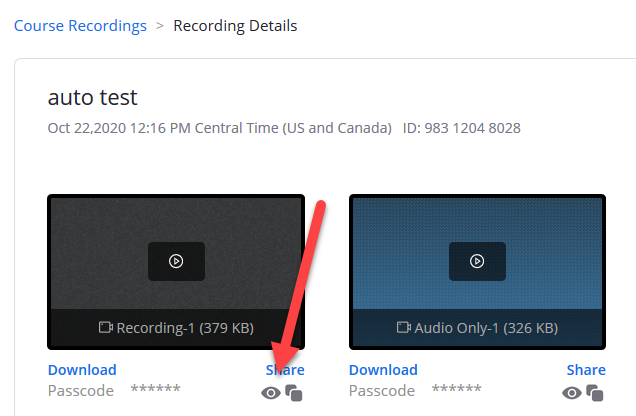 Course Recordings > Recording Details
auto test
Oct 22,2020 12:16 PM Central Time (US and Canada) ID: 983 1204 8028
Recording-1 (379 KB)
Audio Only-1 (326 KB)
Download Share
Passcode ******
Download Share
Passcode ******